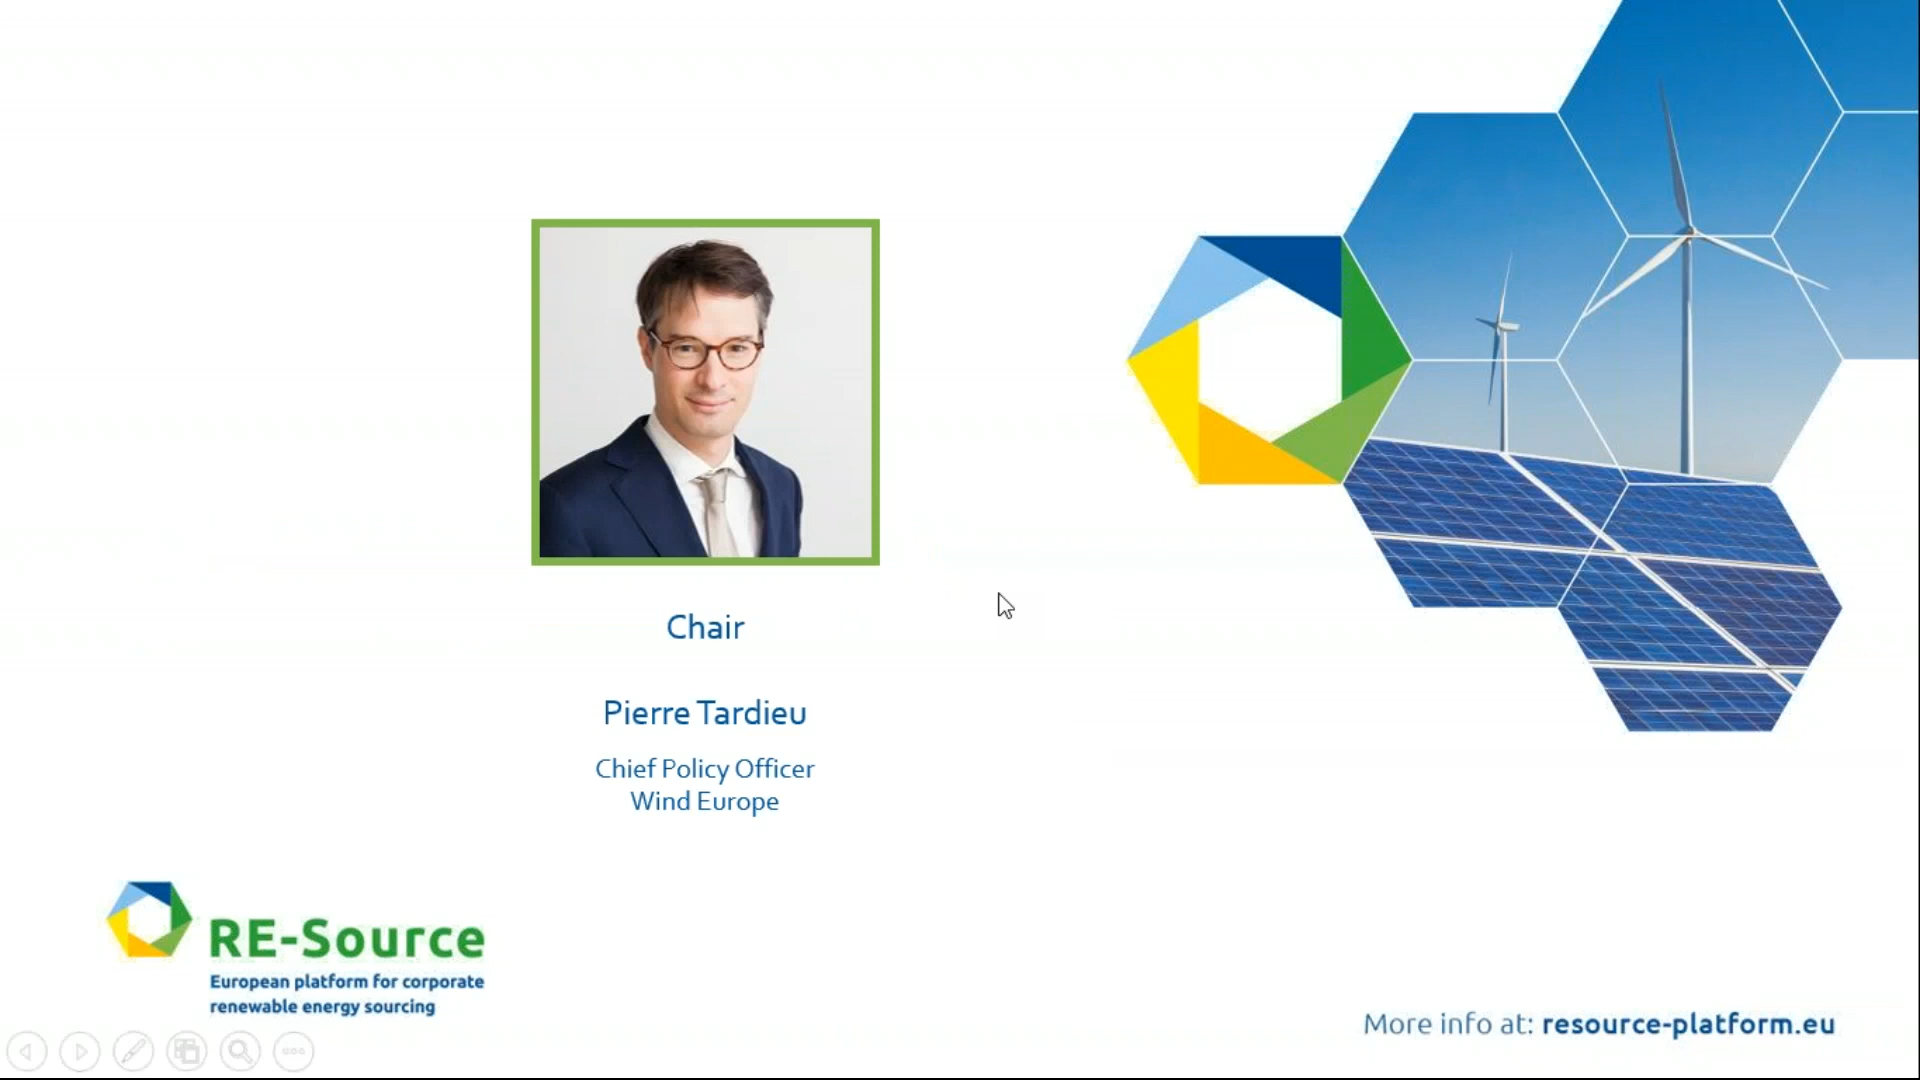 Chair
Pierre Tardieu
Chief Policy Officer
Wind Europe
RE-Source
European platform for corporate
renewable energy sourcing
More info at: resource-platform.eu